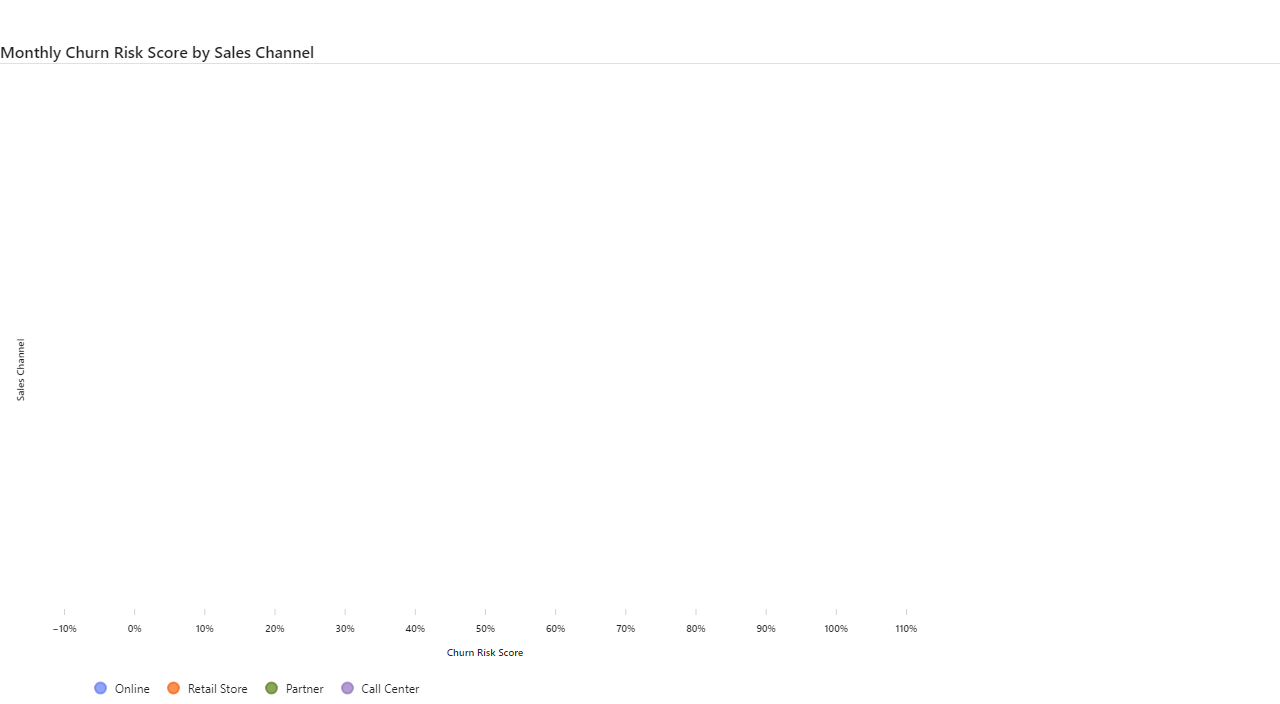 Monthly Churn Risk Score by Sales Channel
Sales Channel
−10% 0% 10% 20% 30% 40% 50% 60% 70% 80% 90% 100% 110%
Churn Risk Score
Online Retail Store Partner Call Center